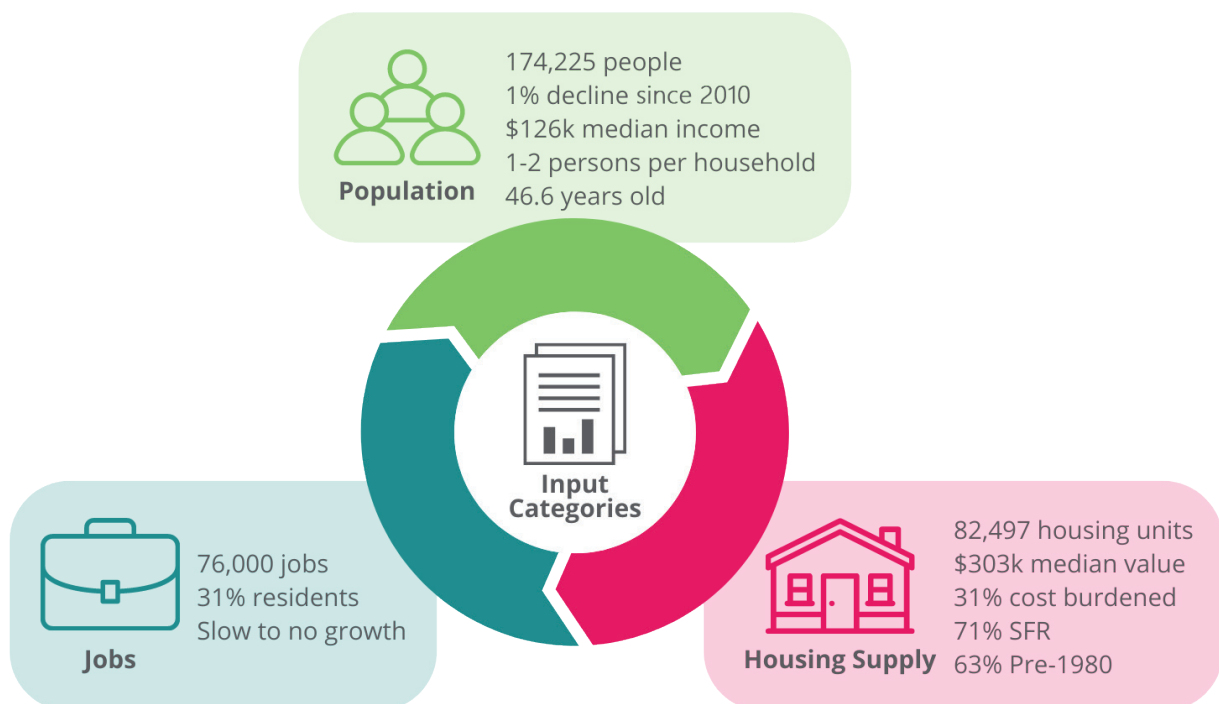 174,225 people
1% decline since 2010
$126k median income
1-2 persons per household
46.6 years old
Population
Input
Categories
76,000 jobs
31% residents
Slow to no growth
Jobs
82,497 housing units
$303k median value
31% cost burdened
71% SFR
63% Pre-1980
Housing Supply